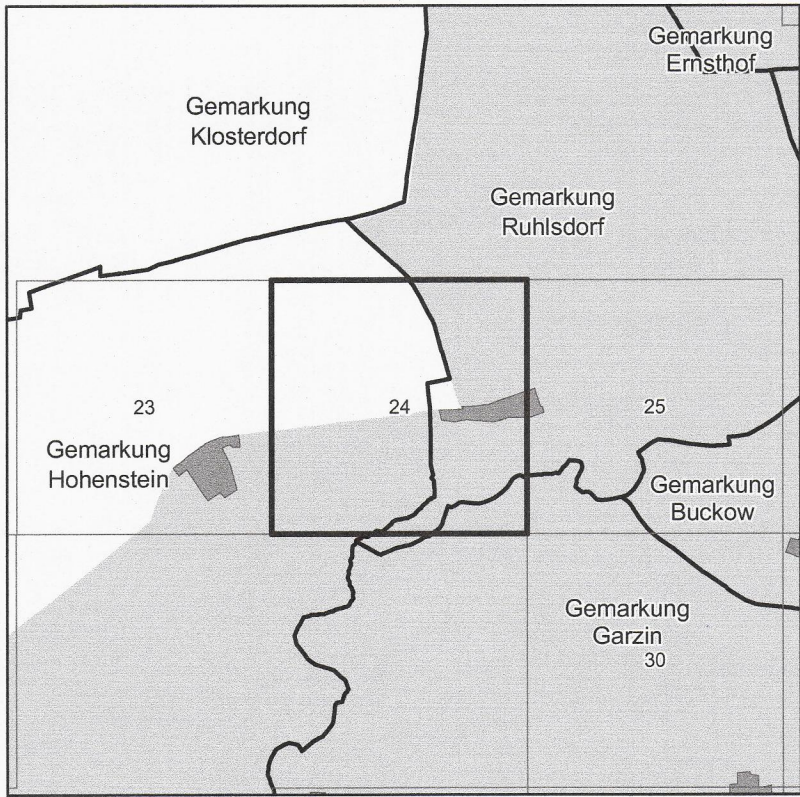 Gemarkung
Ernsthof
Gemarkung
Klosterdorf
Gemarkung
Ruhlsdorf
23
24
25
Gemarkung
Hohenstein
Gemarkung
Buckow
Gemarkung
Garzin
30